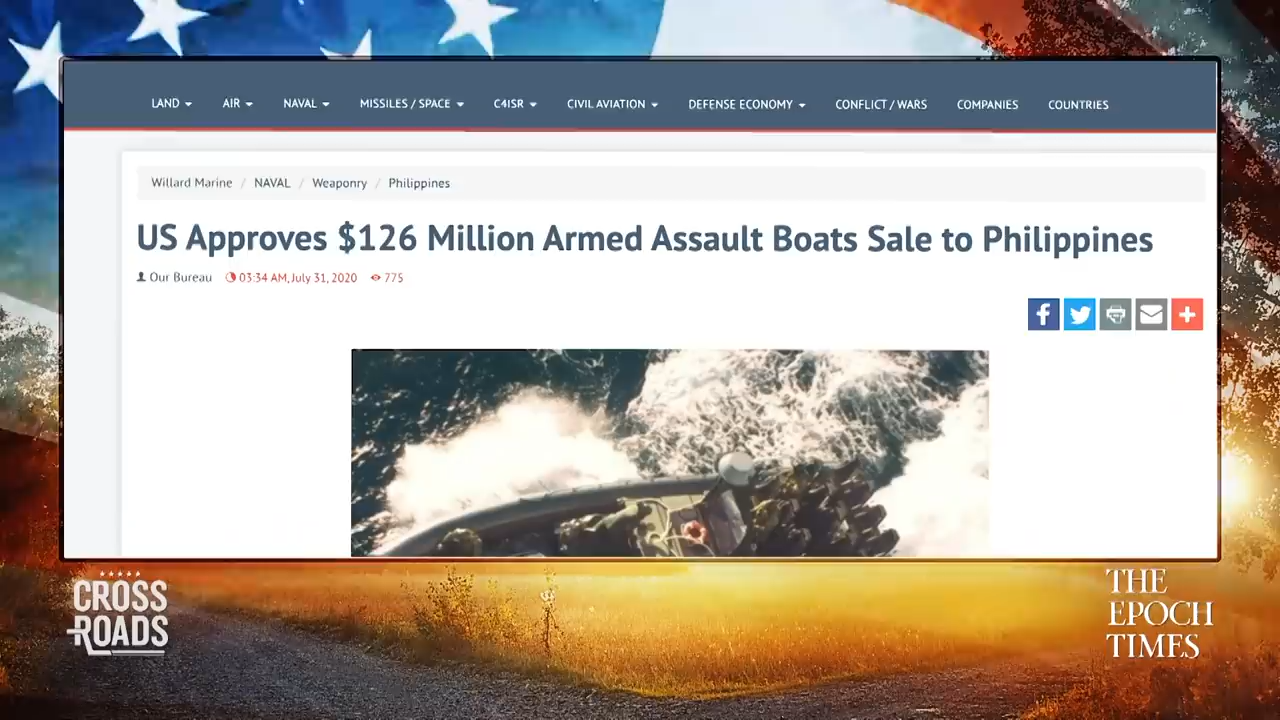 LAND AIR NAVAL MISSILES / SPACE C4ISR CIVIL AVIATION DEFENSE ECONOMY CONFLICT / WARS COMPANIES COUNTRIES
Willard Marine / NAVAL / Weaponry / Philippines
US Approves $126 Million Armed Assault Boats Sale to Philippines
Our Bureau 03:34 AM, July 31, 2020 775
CROSS
ROADS
THE
EPOCH
TIMES